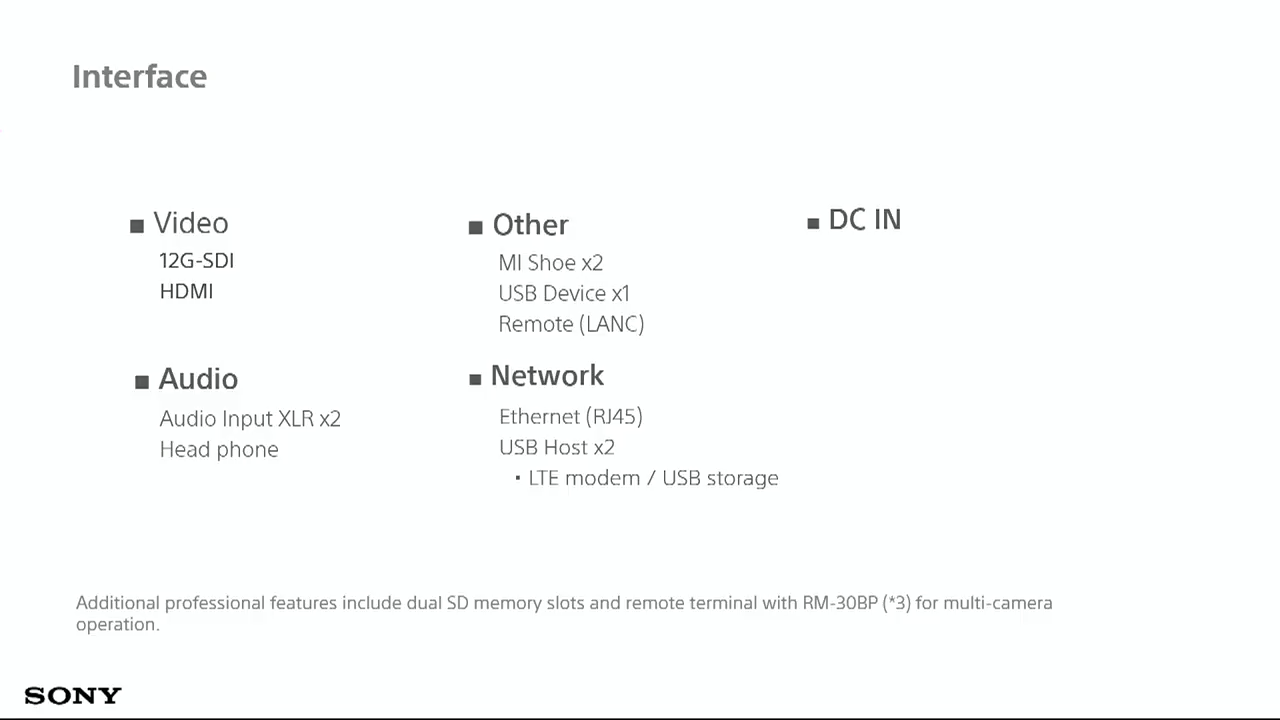 Interface
■ Video
12G-SDI
HDMI
■ Audio
Audio Input XLR x2
Head phone
■ Other
MI Shoe x2
USB Device x1
Remote (LANC)
■ Network
Ethernet (RJ45)
USB Host x2
・LTE modem / USB storage
■ DC IN
Additional professional features include dual SD memory slots and remote terminal with RM-30BP (*3) for multi-camera
operation.
SONY